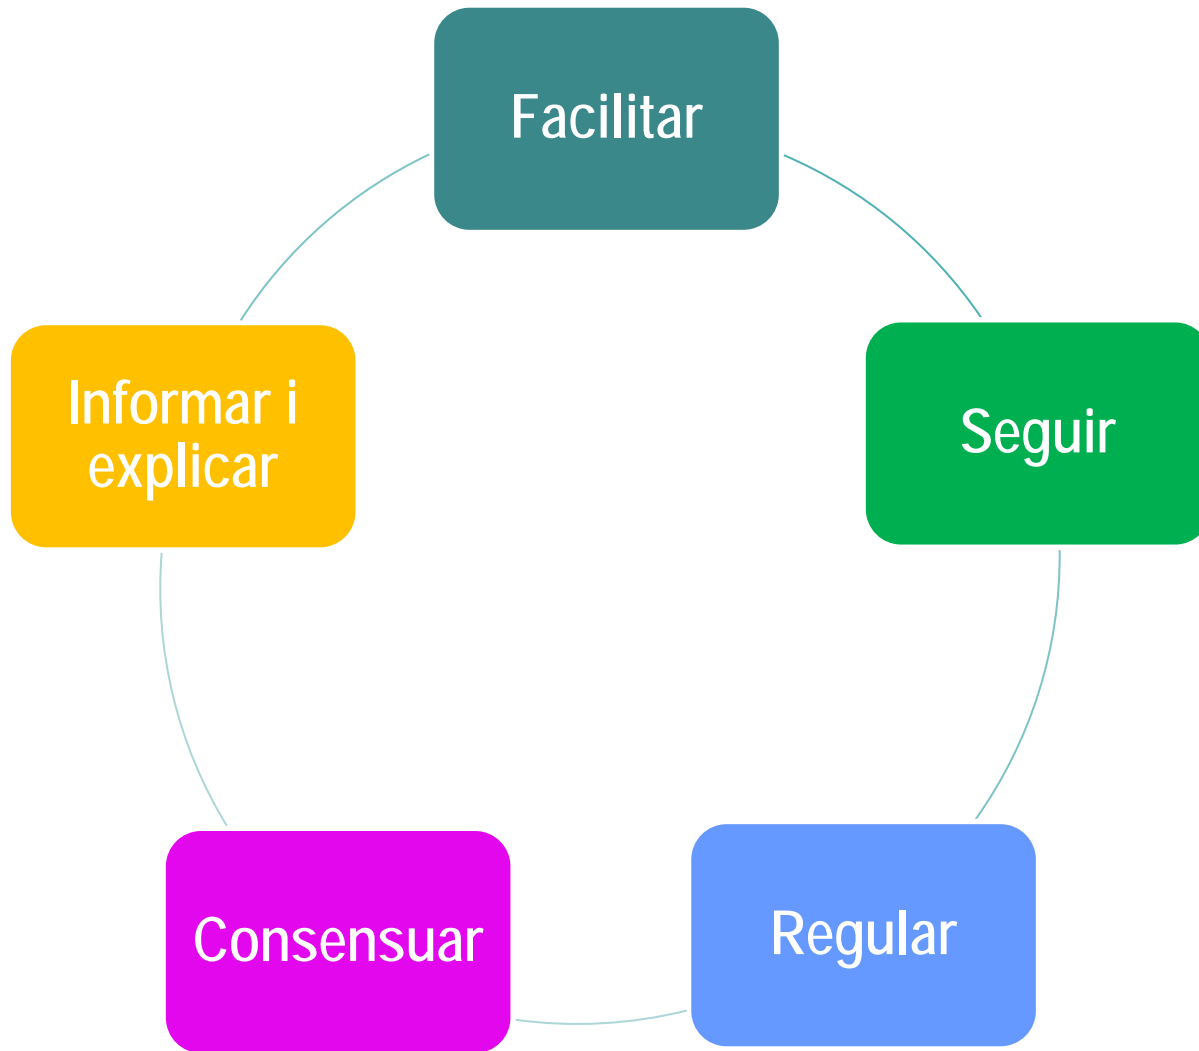 Facilitar
Seguir
Regular
Consensuar
Informar i
explicar